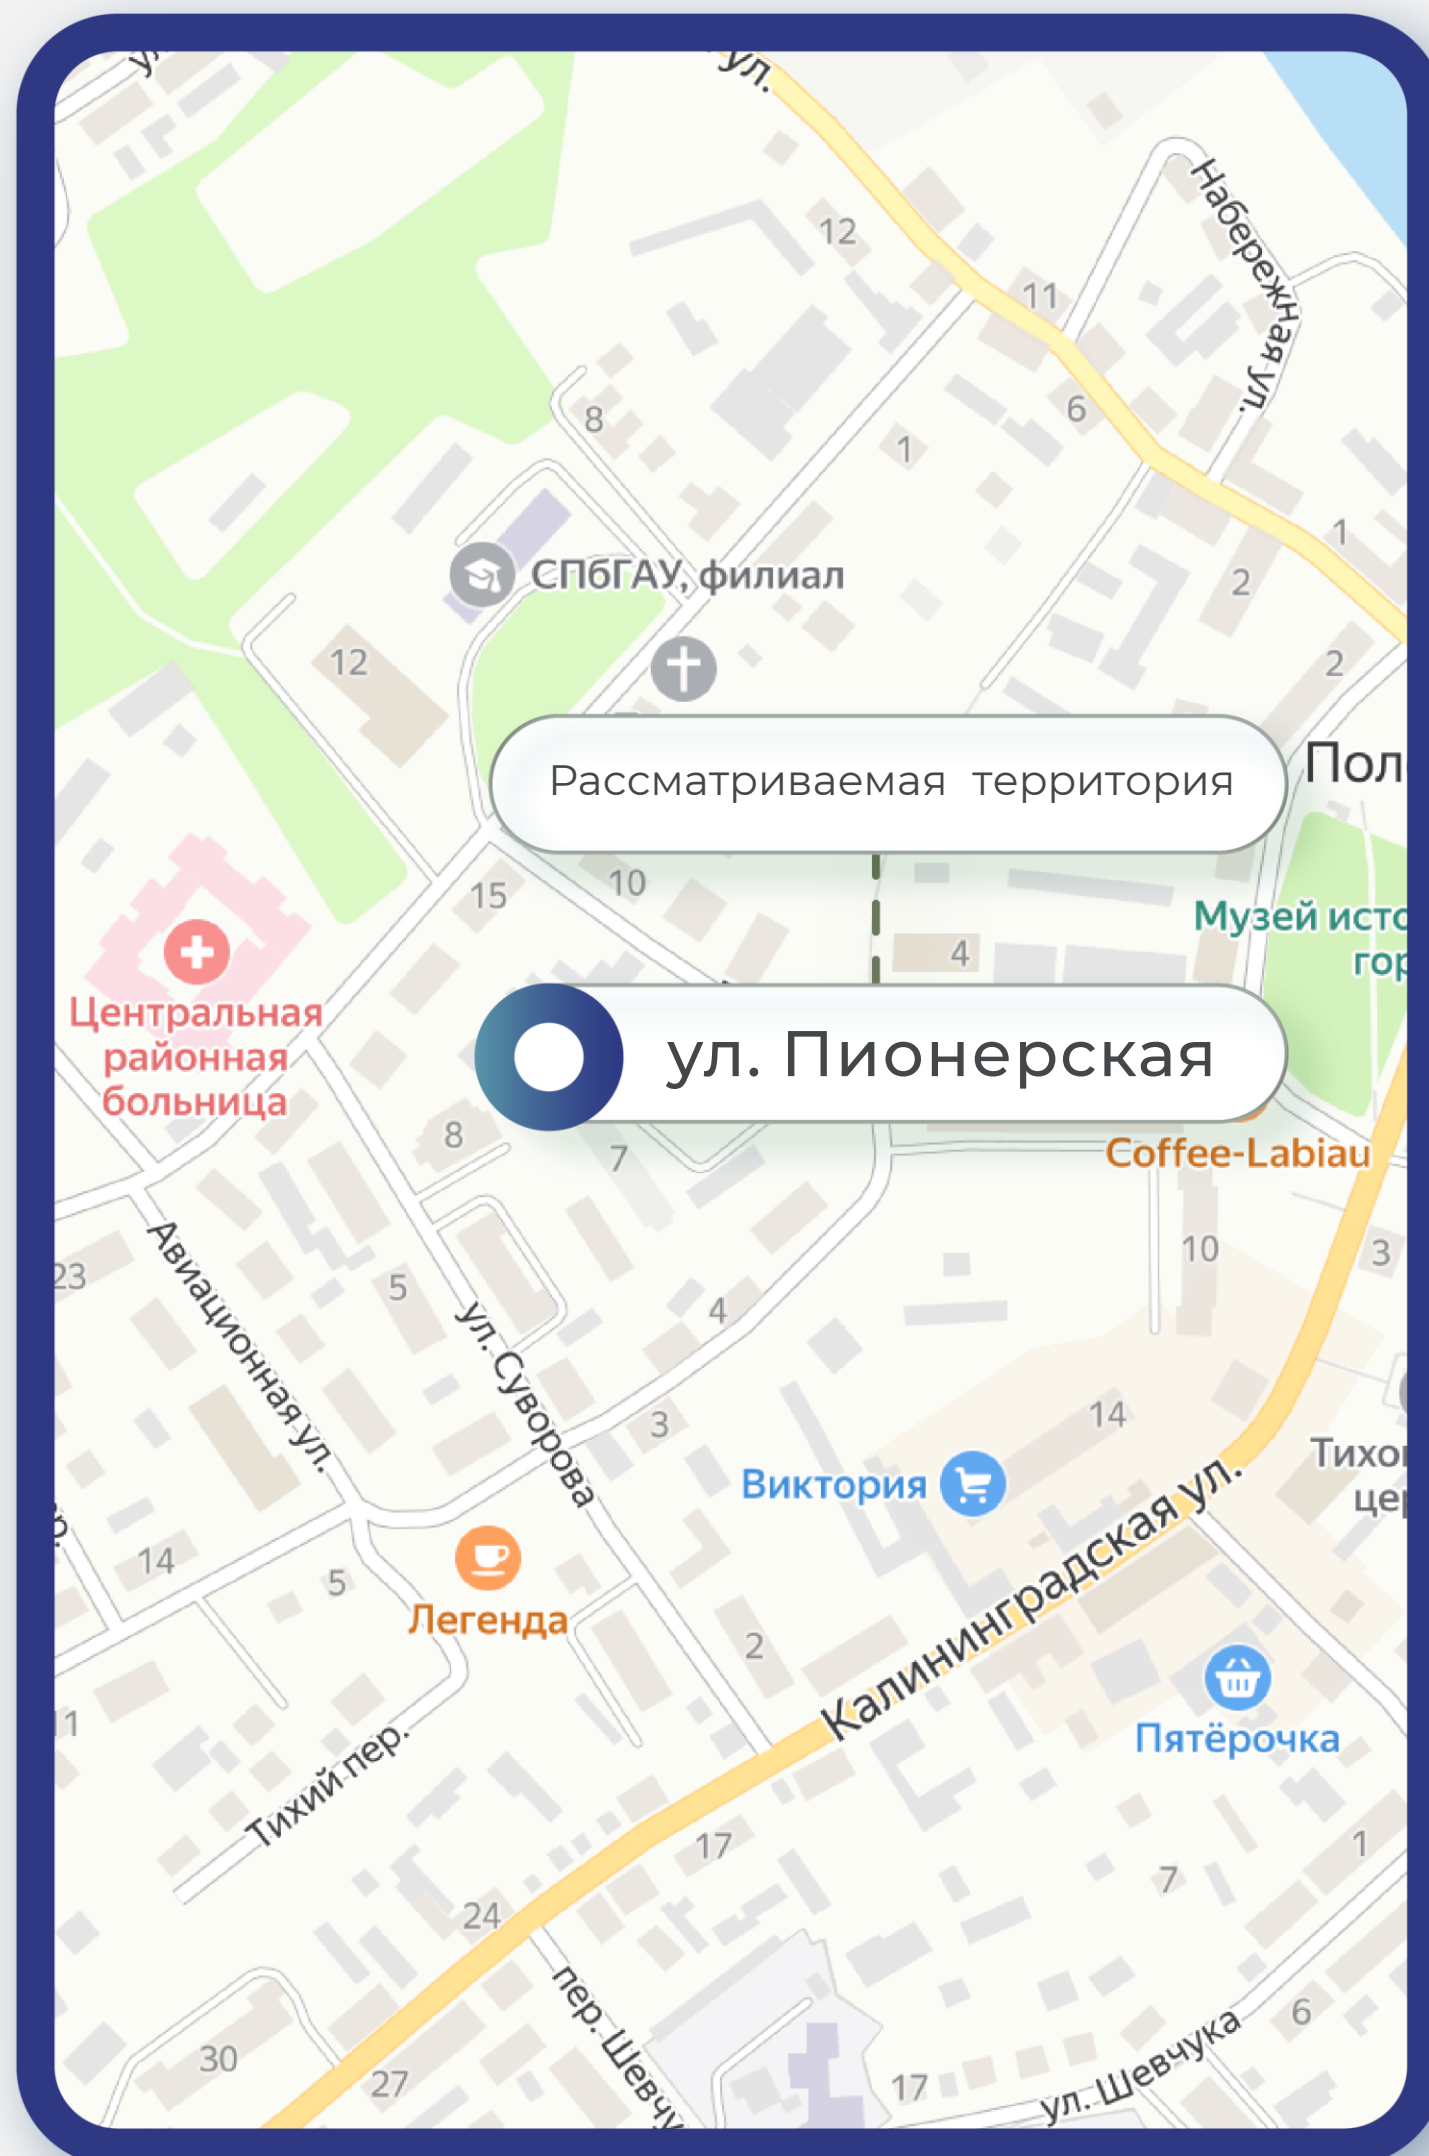 ул.
Набережная ул.
12
11
8
6
1
1
СПбГАУ, филиал
2
12
2
Рассматриваемая территория
15
10
4
Музей
Центральная
районная
больница
ул. Пионерская
8
7
Coffee-Labiau
10
3
23
Авиационная ул.
5
ул. Суворова
4
14
3
Виктория
Калининградская ул.
14
5
Легенда
2
11
Пятёрочка
Тихий пер.
17
1
7
24
пер.
6
30
27
17
ул. Шевчука